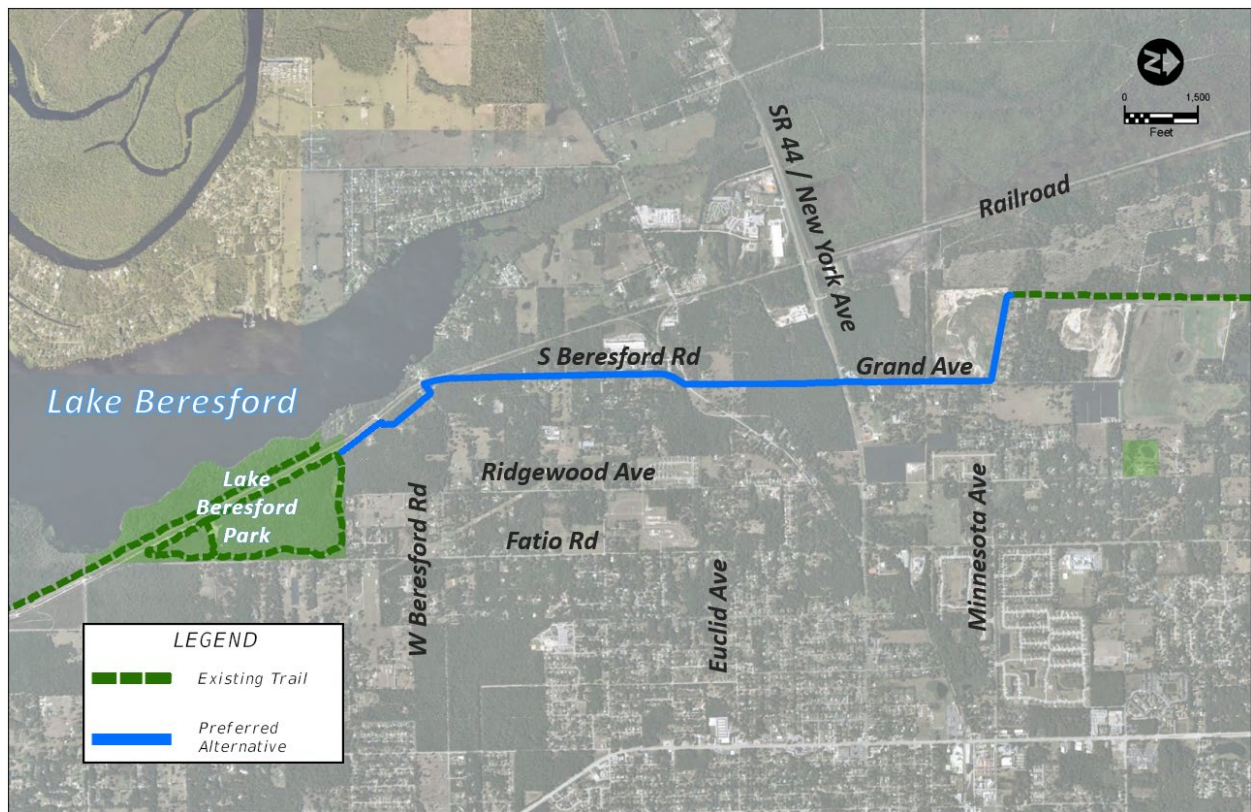 N
0 1,500
Feet
SR 44 / New York Ave
Railroad
S Beresford Rd
Grand Ave
Lake Beresford
Lake
Beresford
Park
Ridgewood Ave
W Beresford Rd
Fatio Rd
Euclid Ave
Minnesota Ave
LEGEND
Existing Trail
Preferred
Alternative